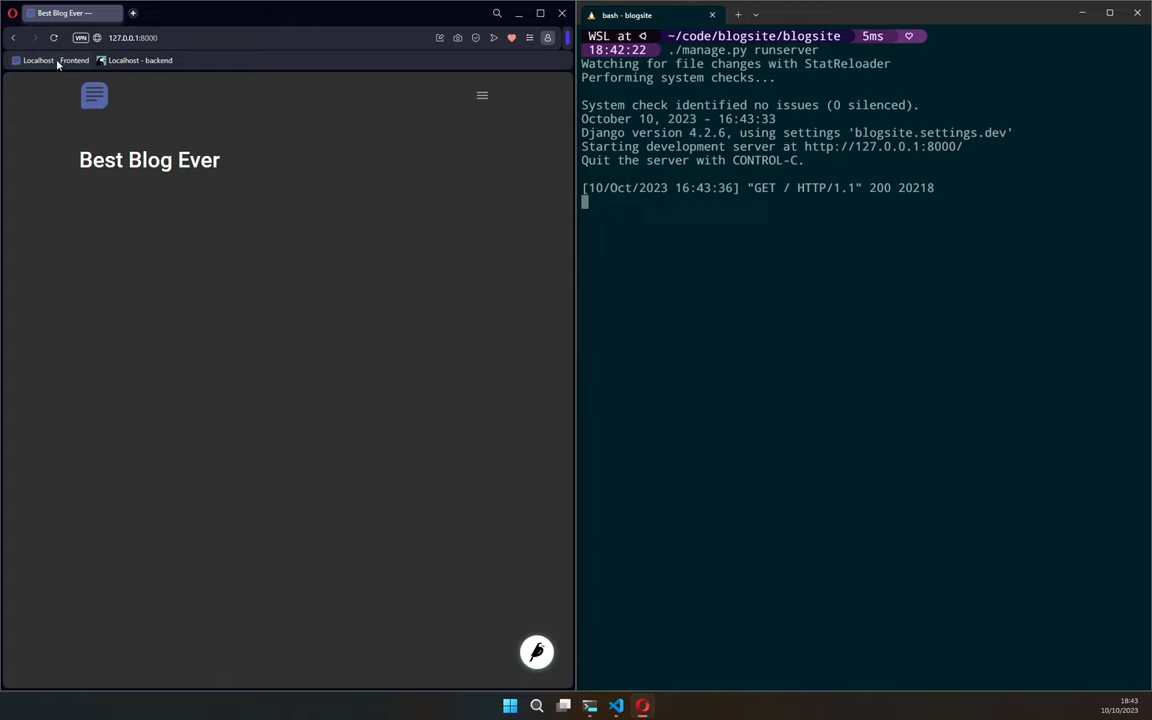 Best Blog Ever —
VPN
127.0.0.1:8000
Localhost - Frontend
Localhost - backend
Best Blog Ever
bash - blogsite
WSL at ~/code/blogsite/blogsite 5ms
18:42:22 ./manage.py runserver
Watching for file changes with StatReloader
Performing system checks...
System check identified no issues (0 silenced).
October 10, 2023 - 16:43:33
Django version 4.2.6, using settings 'blogsite.settings.dev'
Starting development server at http://127.0.0.1:8000/
Quit the server with CONTROL-C.
[10/Oct/2023 16:43:36] "GET / HTTP/1.1" 200 20218
18:43
10/10/2023